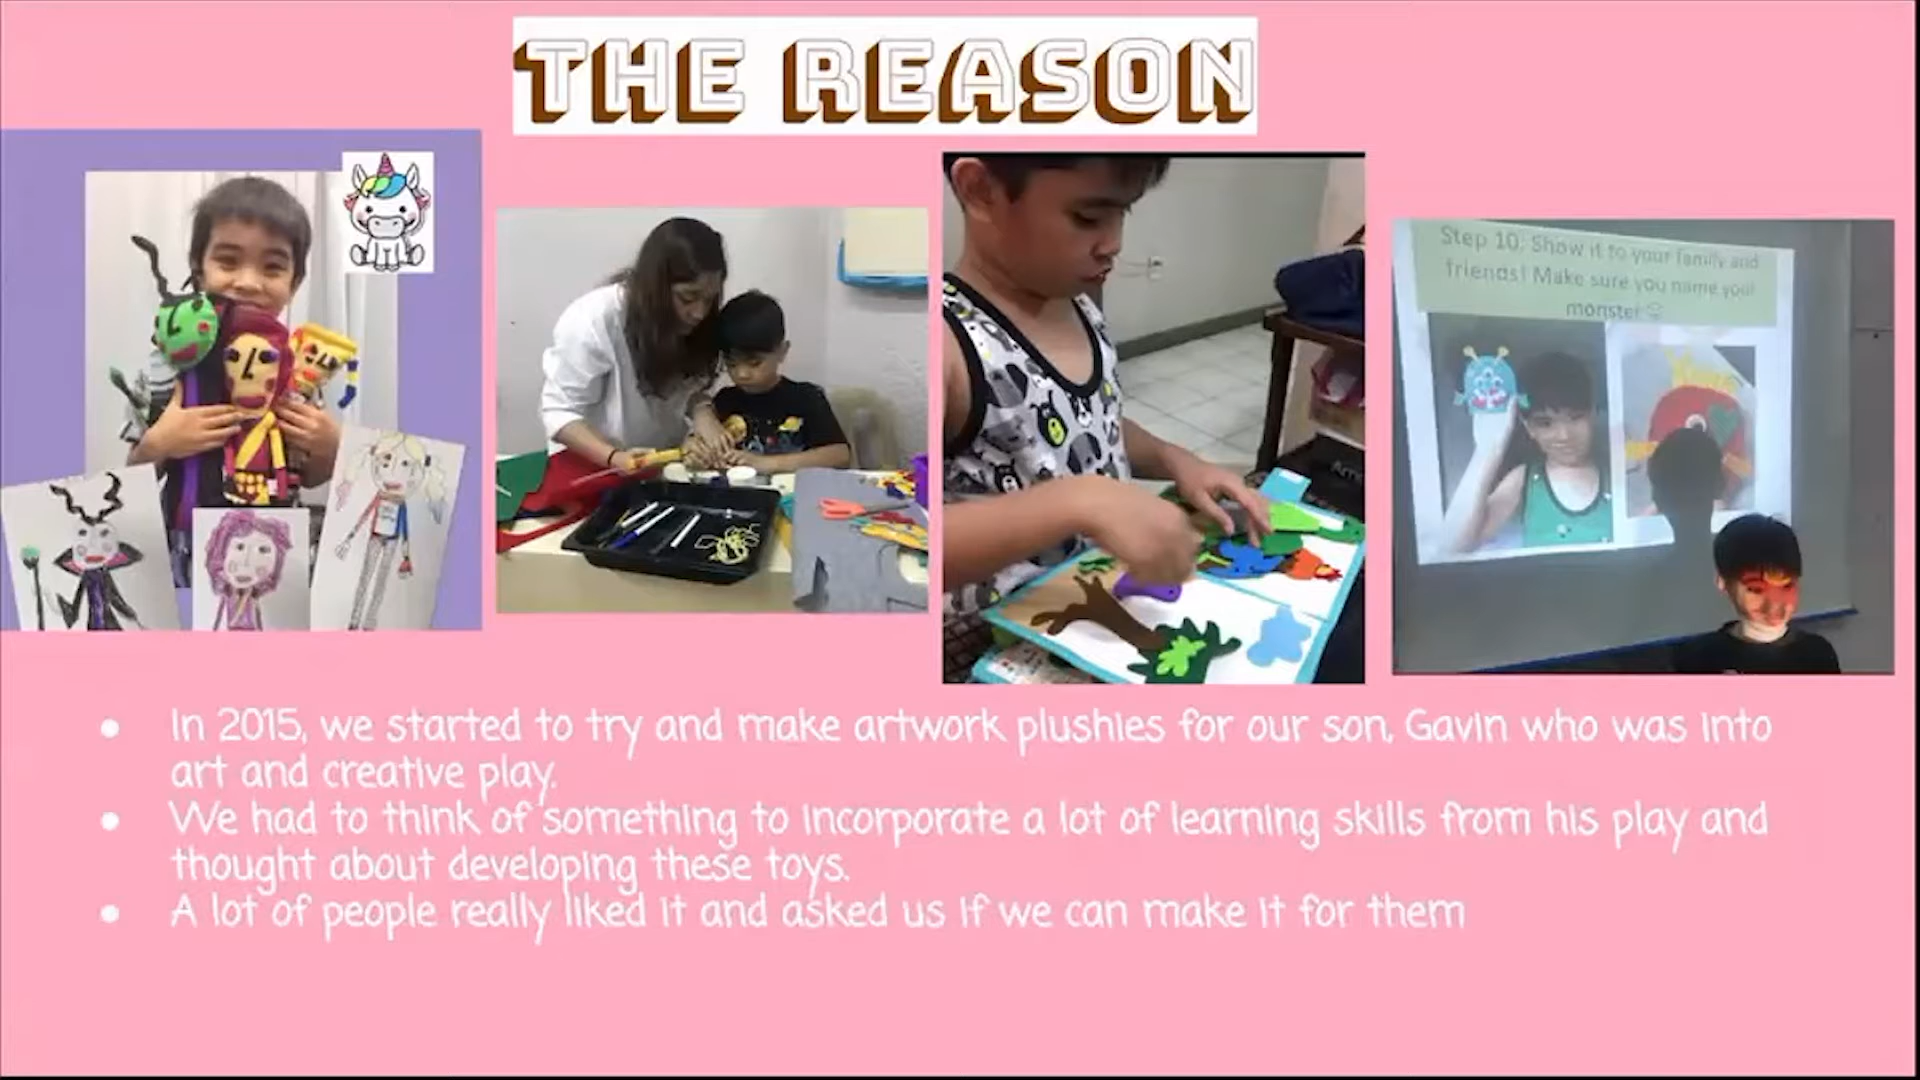 THE REASON
Step 10: Show it to your family and
friends! Make sure you name your
monster ☺
• In 2015, we started to try and make artwork plushies for our son, Gavin who was into
art and creative play.
• We had to think of something to incorporate a lot of learning skills from his play and
thought about developing these toys.
• A lot of people really liked it and asked us if we can make it for them